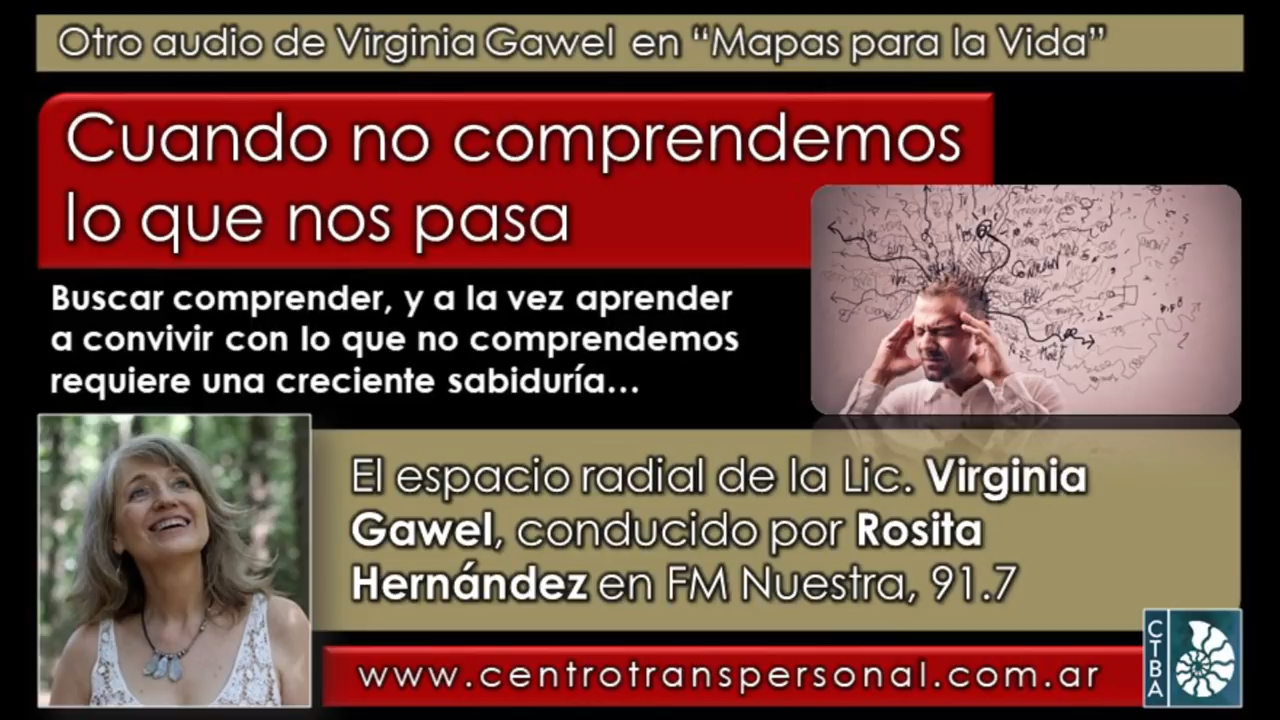 Otro audio de Virginia Gawel en “Mapas para la Vida”
Cuando no comprendemos
lo que nos pasa
Buscar comprender, y a la vez aprender
a convivir con lo que no comprendemos
requiere una creciente sabiduría...
El espacio radial de la Lic. Virginia
Gawel, conducido por Rosita
Hernández en FM Nuestra, 91.7
www.centrotranspersonal.com.ar
CTBA